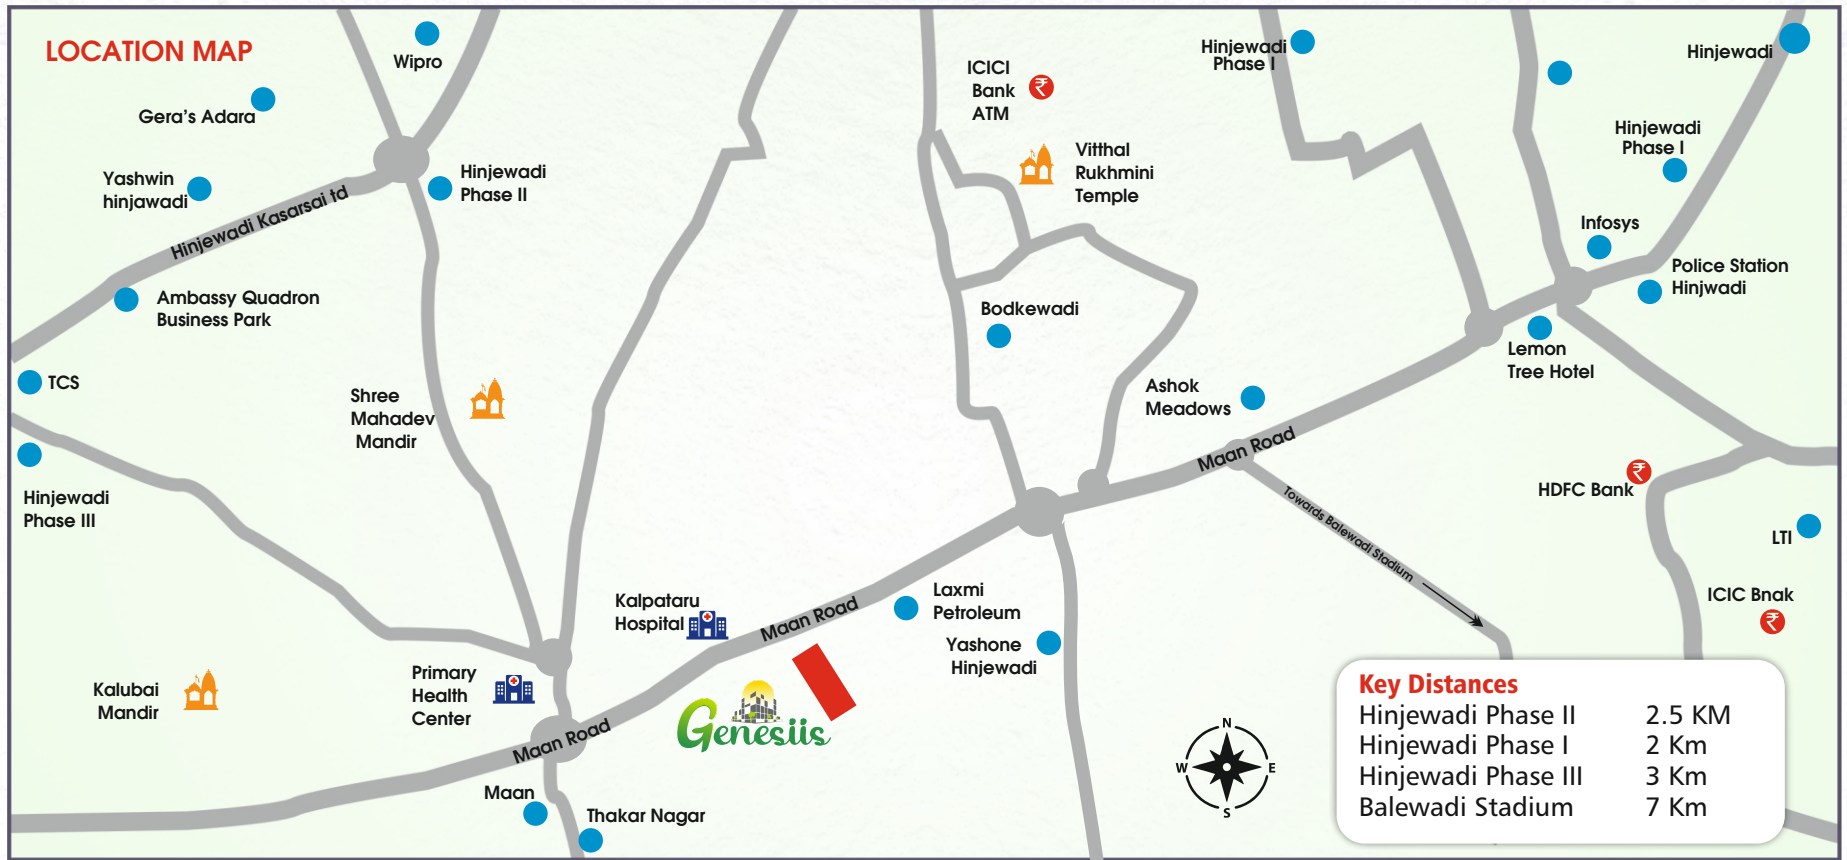 LOCATION MAP
Wipro
Gera's Adara
Yashwin
hinjawadi
Hinjewadi Kasarsai td
Hinjewadi
Phase II
Ambassy Quadron
Business Park
TCS
Hinjewadi
Phase III
Shree
Mahadev
Mandir
ICICI
Bank
ATM
₹
Vitthal
Rukhmini
Temple
Bodkewadi
Hinjewadi
Phase I
Hinjewadi
Hinjewadi
Phase I
Infosys
Police Station
Hinjwadi
Lemon
Tree Hotel
Ashok
Meadows
Maan Road
Towards Balewadi Stadium
HDFC Bank
₹
LTI
ICIC Bnak
₹
Kalpataru
Hospital
Maan Road
Laxmi
Petroleum
Yashone
Hinjewadi
Genesiis
Primary
Health
Center
Kalubai
Mandir
Maan Road
Maan
Thakar Nagar
N
W
E
S
Key Distances
Hinjewadi Phase II 2.5 KM
Hinjewadi Phase I 2 Km
Hinjewadi Phase III 3 Km
Balewadi Stadium 7 Km